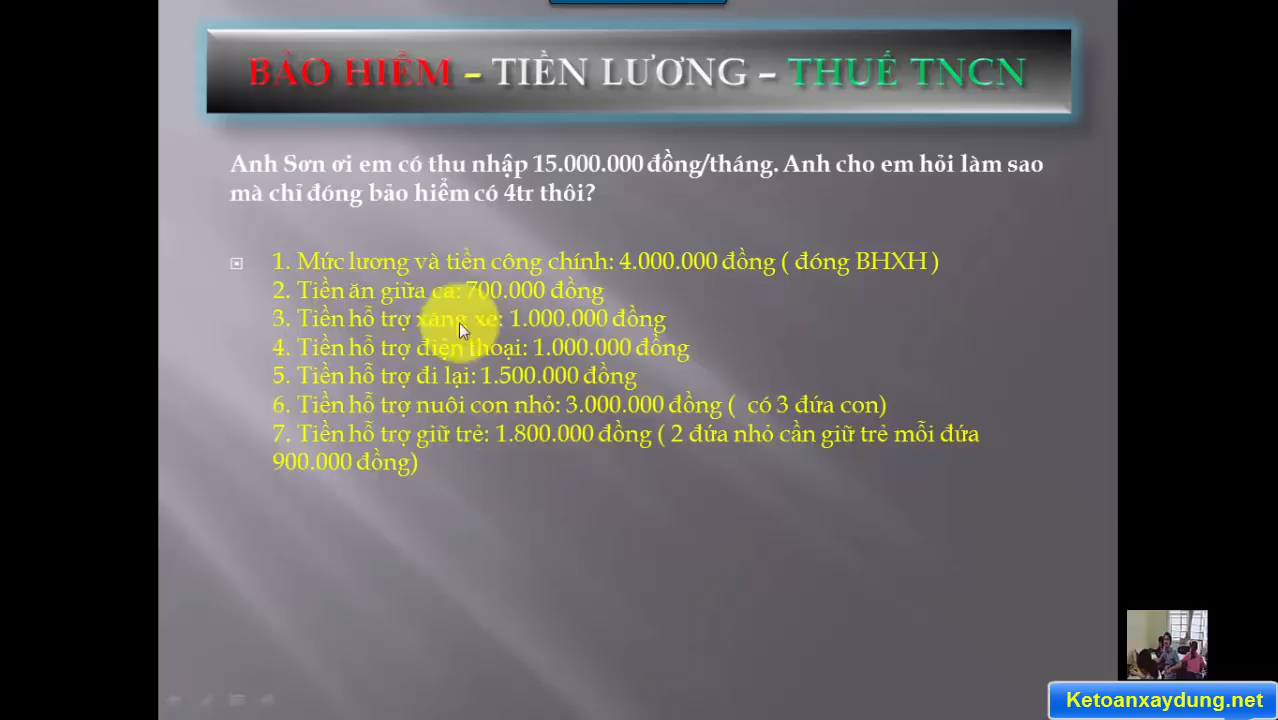 BẢO HIỂM – TIỀN LƯƠNG – THUẾ TNCN
Anh Sơn ơi em có thu nhập 15.000.000 đồng/tháng. Anh cho em hỏi làm sao
mà chỉ đóng bảo hiểm có 4tr thôi?
1. Mức lương và tiền công chính: 4.000.000 đồng ( đóng BHXH )
2. Tiền ăn giữa ca: 700.000 đồng
3. Tiền hỗ trợ xăng xe: 1.000.000 đồng
4. Tiền hỗ trợ điện thoại: 1.000.000 đồng
5. Tiền hỗ trợ đi lại: 1.500.000 đồng
6. Tiền hỗ trợ nuôi con nhỏ: 3.000.000 đồng ( có 3 đứa con)
7. Tiền hỗ trợ giữ trẻ: 1.800.000 đồng ( 2 đứa nhỏ cần giữ trẻ mỗi đứa
900.000 đồng)
Ketoanxaydung.net